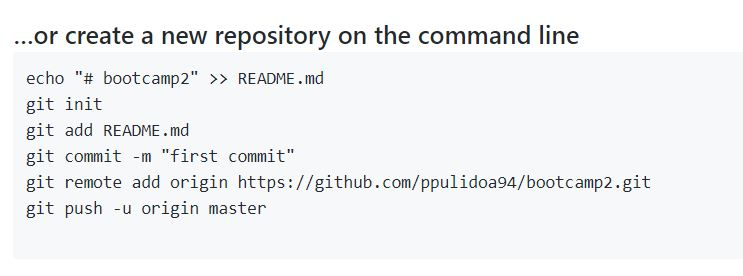 ...or create a new repository on the command line
echo "# bootcamp2" >> README.md
git init
git add README.md
git commit -m "first commit"
git remote add origin https://github.com/ppulidoa94/bootcamp2.git
git push -u origin master